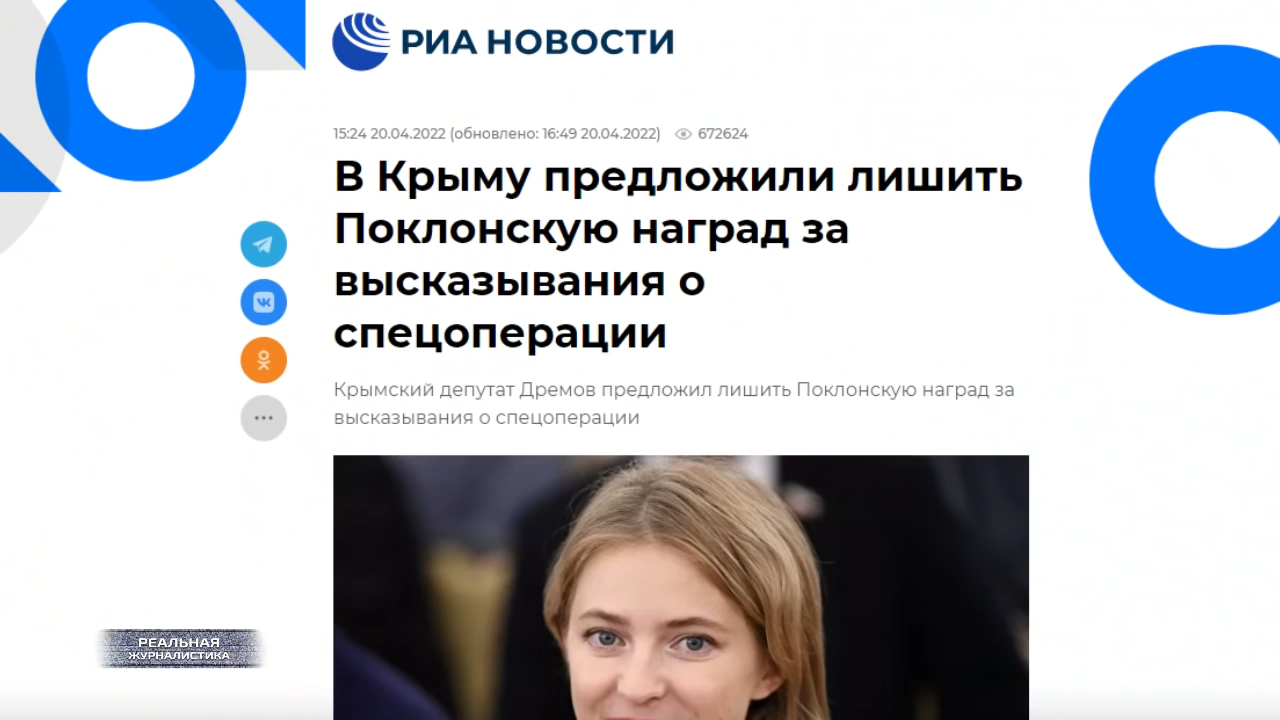 РИА НОВОСТИ
15:24 20.04.2022 (обновлено: 16:49 20.04.2022) 672624
В Крыму предложили лишить
Поклонскую наград за
высказывания о
спецоперации
Крымский депутат Дремов предложил лишить Поклонскую наград за
высказывания о спецоперации
РЕАЛЬНАЯ
ЖУРНАЛИСТИКА